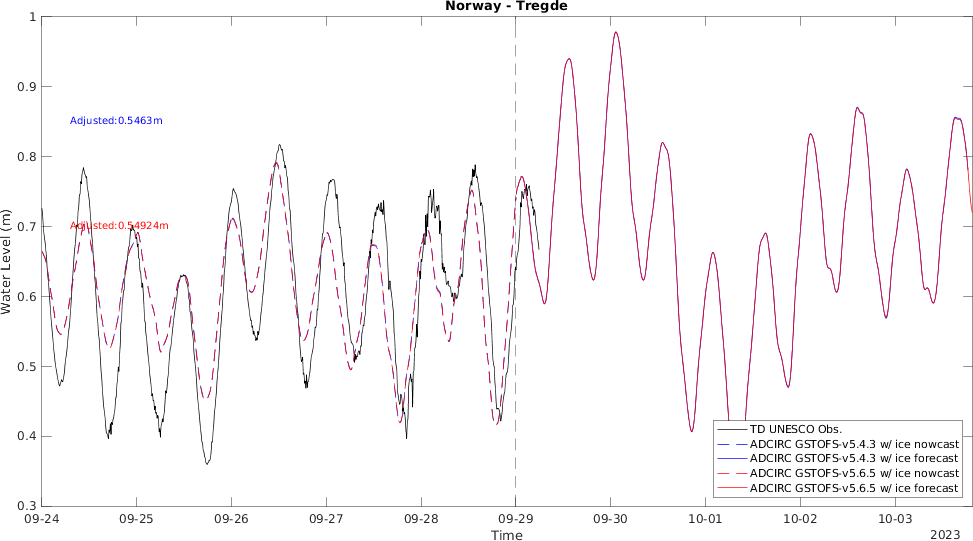 Norway - Tregde
1
0.9
0.8
0.7
0.6
0.5
0.4
0.3
Water Level (m)
Adjusted:0.5463m
Adjusted:0.54924m
TD UNESCO Obs.
ADCIRC GSTOFS-v5.4.3 w/ ice nowcast
ADCIRC GSTOFS-v5.4.3 w/ ice forecast
ADCIRC GSTOFS-v5.6.5 w/ ice nowcast
ADCIRC GSTOFS-v5.6.5 w/ ice forecast
09-24 09-25 09-26 09-27 09-28 09-29 09-30 10-01 10-02 10-03
Time
2023